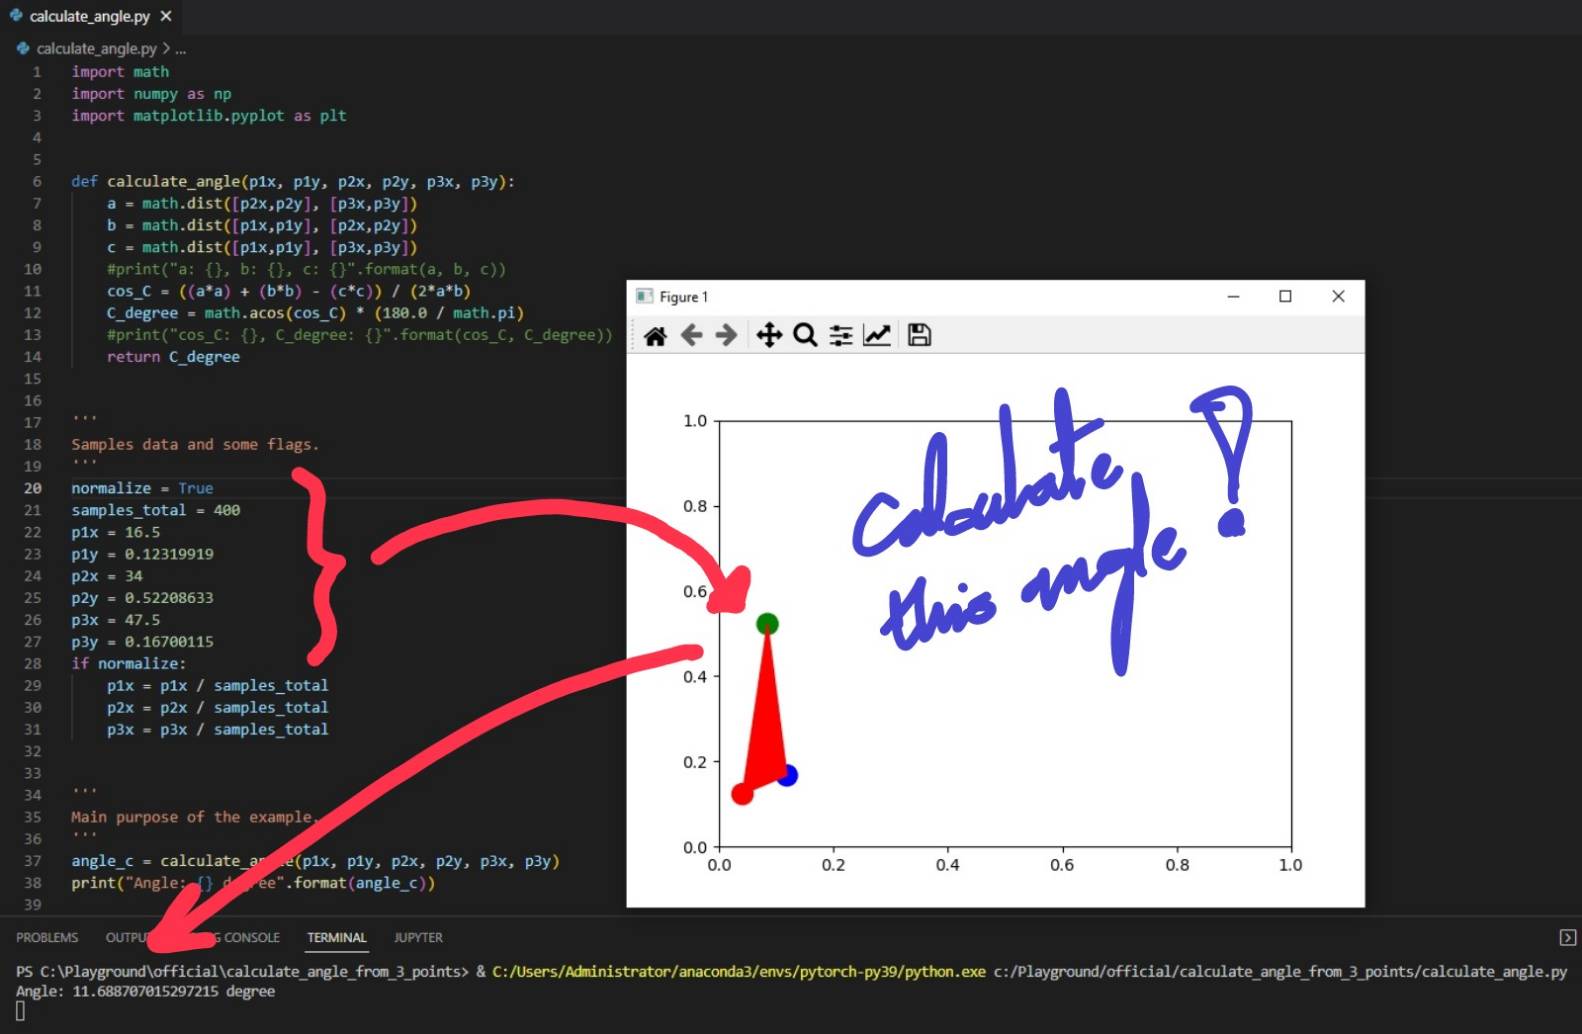 calculate_angle.py
calculate_angle.py > ...
1 import math
2 import numpy as np
3 import matplotlib.pyplot as plt
4
5
6 def calculate_angle(p1x, p1y, p2x, p2y, p3x, p3y):
7 a = math.dist([p2x,p2y], [p3x,p3y])
8 b = math.dist([p1x,p1y], [p2x,p2y])
9 c = math.dist([p1x,p1y], [p3x,p3y])
10 #print("a: {}, b: {}, c: {}".format(a, b, c))
11 cos_C = ((a*a) + (b*b) - (c*c)) / (2*a*b)
12 C_degree = math.acos(cos_C) * (180.0 / math.pi)
13 #print("cos_C: {}, C_degree: {}".format(cos_C, C_degree))
14 return C_degree
15
16
17 '''
18 Samples data and some flags.
19 '''
20 normalize = True
21 samples_total = 400
22 p1x = 16.5
23 p1y = 0.12319919
24 p2x = 34
25 p2y = 0.52208633
26 p3x = 47.5
27 p3y = 0.16700115
28 if normalize:
29 p1x = p1x / samples_total
30 p2x = p2x / samples_total
31 p3x = p3x / samples_total
32
33
34 '''
35 Main purpose of the example.
36 '''
37 angle_c = calculate_angle(p1x, p1y, p2x, p2y, p3x, p3y)
38 print("Angle: {} degree".format(angle_c))
39
Figure 1
1.0
0.8
0.6
0.4
0.2
0.0
0.0 0.2 0.4 0.6 0.8 1.0
Calculate
this angle!
PROBLEMS OUTPUT CONSOLE TERMINAL JUPYTER
PS C:\Playground\official\calculate_angle_from_3_points> & C:/Users/Administrator/anaconda3/envs/pytorch-py39/python.exe c:/Playground/official/calculate_angle_from_3_points/calculate_angle.py
Angle: 11.688707015297215 degree